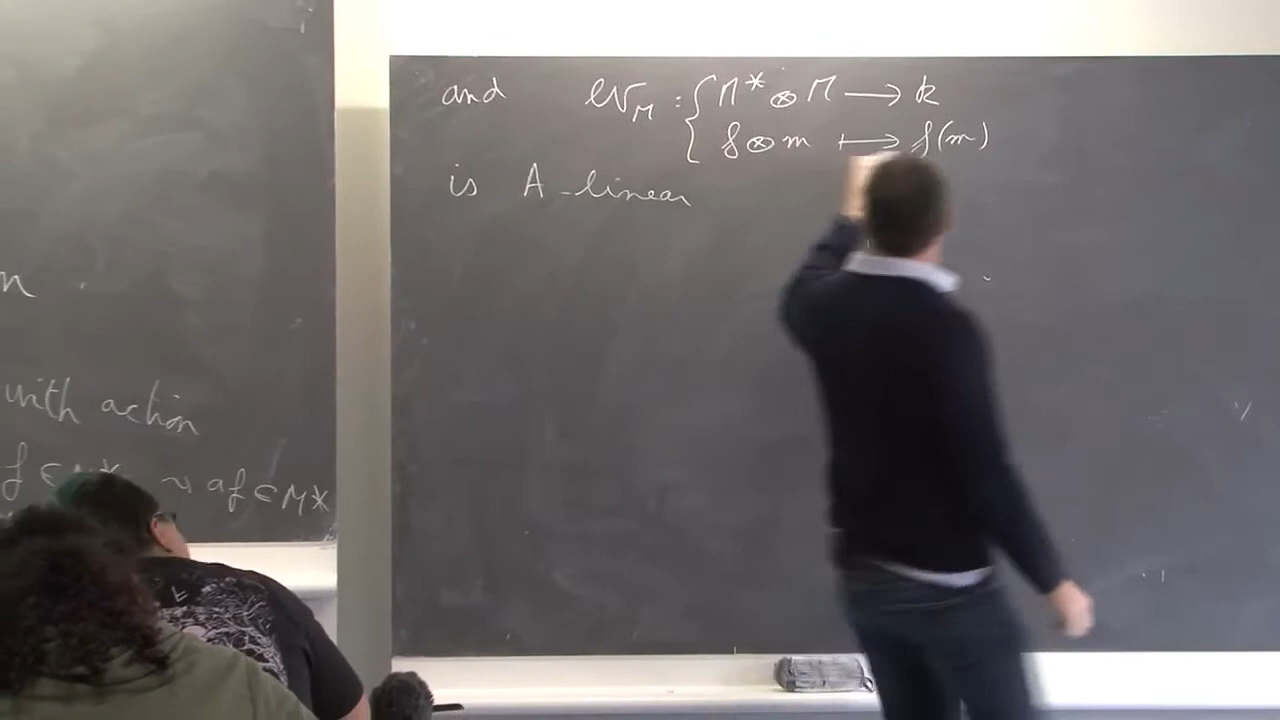 n
with action
f ∈ M* ⇝ af ∈ M*
and ev_M : { M* ⊗ M ⟶ k
f ⊗ m ⟼ f(m)
is A-linear